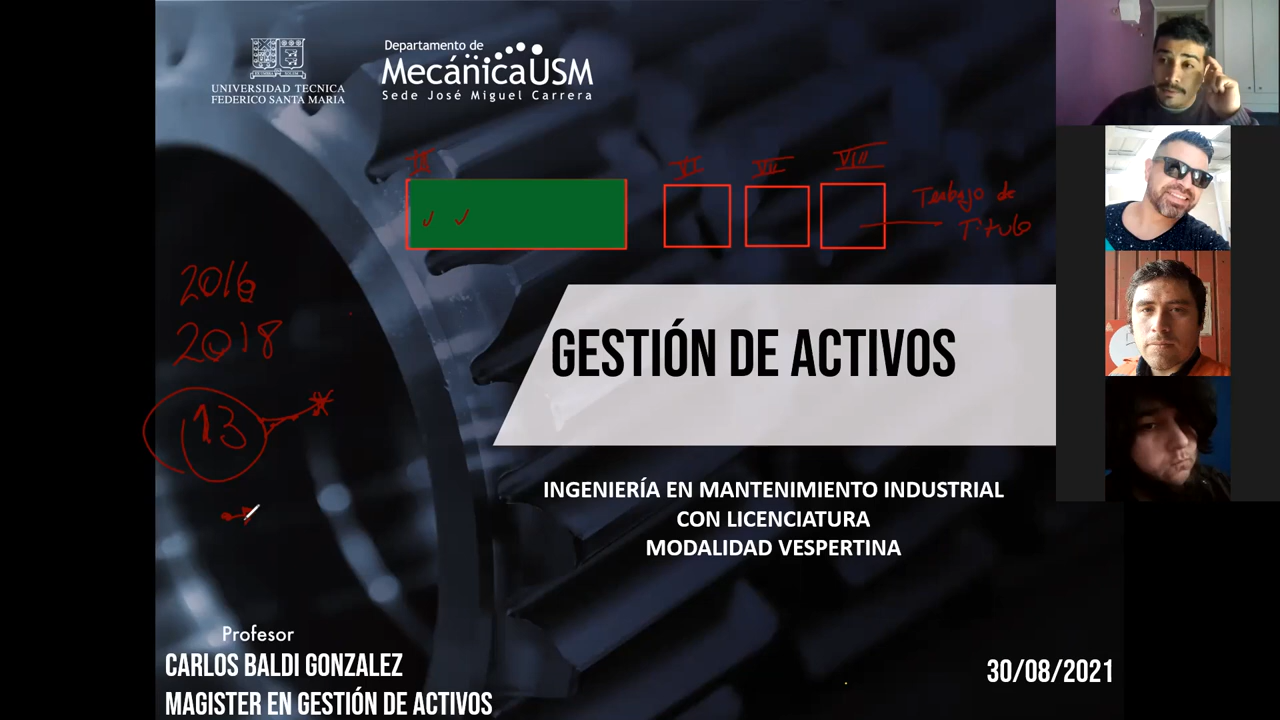 Departamento de
MecánicaUSM
Sede José Miguel Carrera
UNIVERSIDAD TECNICA
FEDERICO SANTA MARIA
VI VII VIII
Trabajo de
Titulo
2016
2018
13
GESTIÓN DE ACTIVOS
INGENIERÍA EN MANTENIMIENTO INDUSTRIAL
CON LICENCIATURA
MODALIDAD VESPERTINA
Profesor
CARLOS BALDI GONZALEZ
MAGISTER EN GESTIÓN DE ACTIVOS
30/08/2021